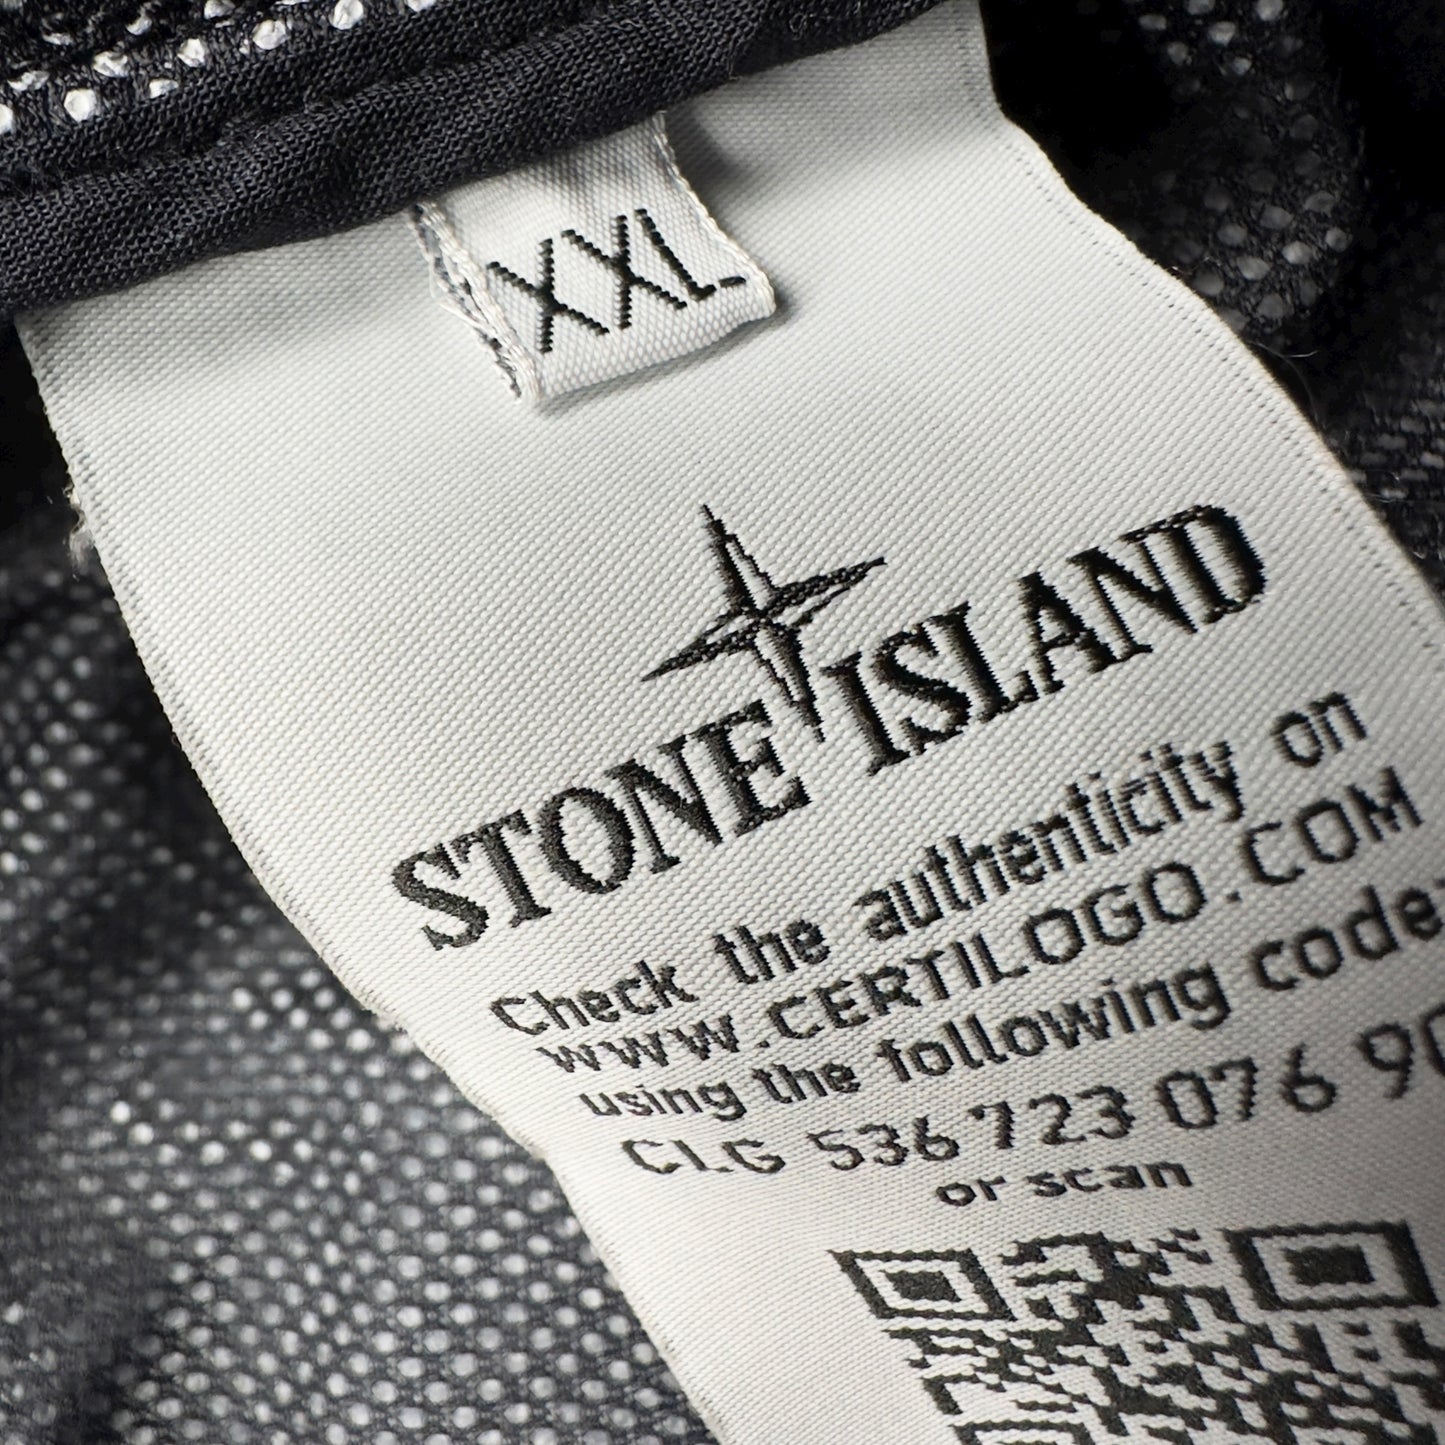 XXL
STONE ISLAND
Check the authenticity on
WWW.CERTILOGO.COM
using the following code:
CLG 536 723 076 90
or scan